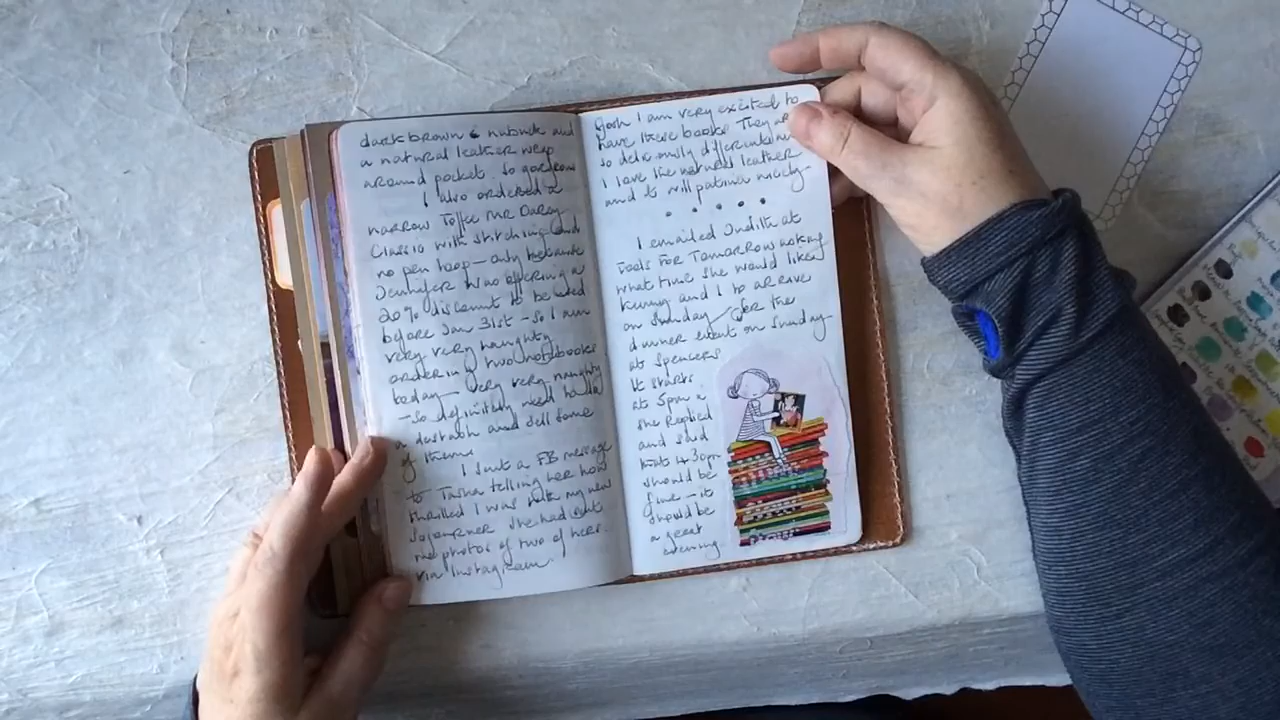 dark brown & nubuck and
a natural leather wrap
around pocket. So gorgeous
I also ordered a
narrow Toffee Mr Darcy
Classic with stitching and
no pen loop - only because
Jennifer was offering a
20% discount to be used
before Jan 31st - so I am
very very naughty
ordering two notebooks
today - very very naughty
- so definitely need to do
a destash and sell some
of them
I sent a FB message
to Tasha telling her how
thrilled I was with my new
Sojourner she had sent
me photos of two of hers
via Instagram.
Gosh I am very excited to
have these books They are
so deliciously different and
I love the natural leather
and it will patina nicely
I emailed Judith at
Tools For Tomorrow asking
what time she would like
Kenny and I to arrive
on Sunday for the
dinner event on Sunday
at Spencers
It starts
at 5pm &
she replied
and said
that 4.30pm
should be
fine - it
should be
a great
evening